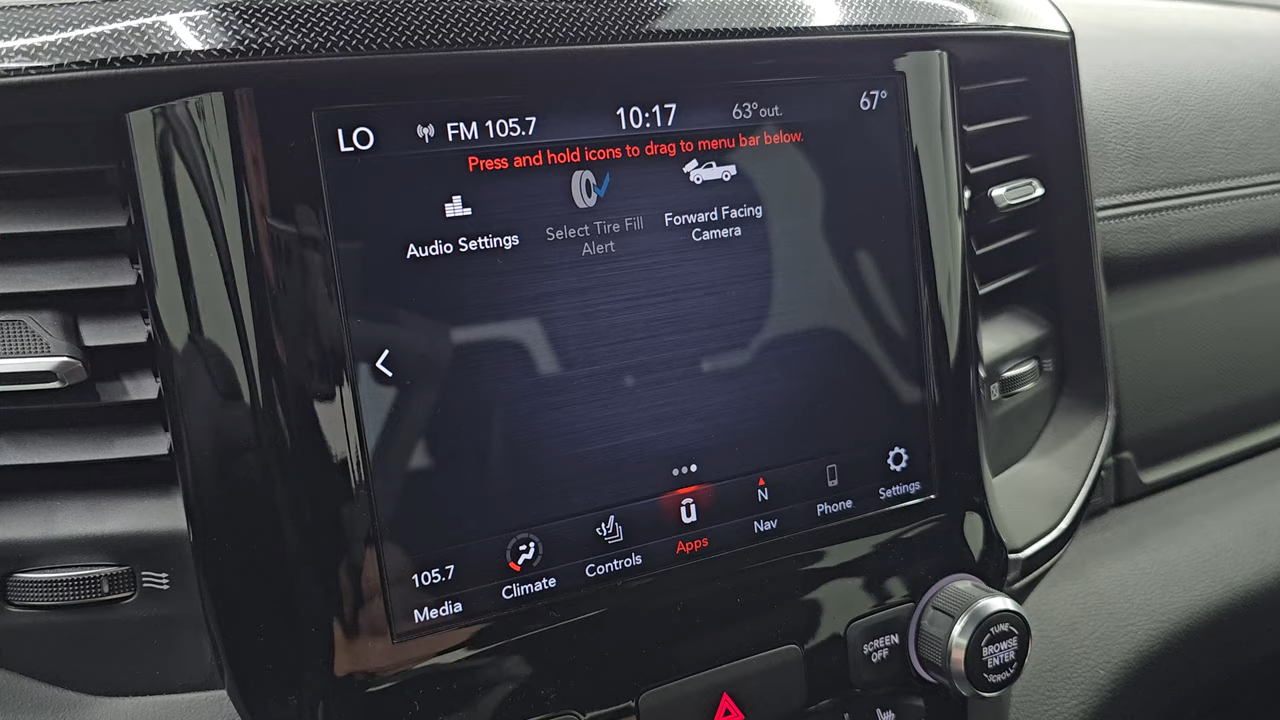 LO FM 105.7 10:17 63° out. 67°
Press and hold icons to drag to menu bar below.
Audio Settings
Select Tire Fill
Alert
Forward Facing
Camera
105.7
Media
Climate
Controls
Apps
N
Nav
Phone
Settings
SCREEN
OFF
TUNE
BROWSE
ENTER
SCROLL